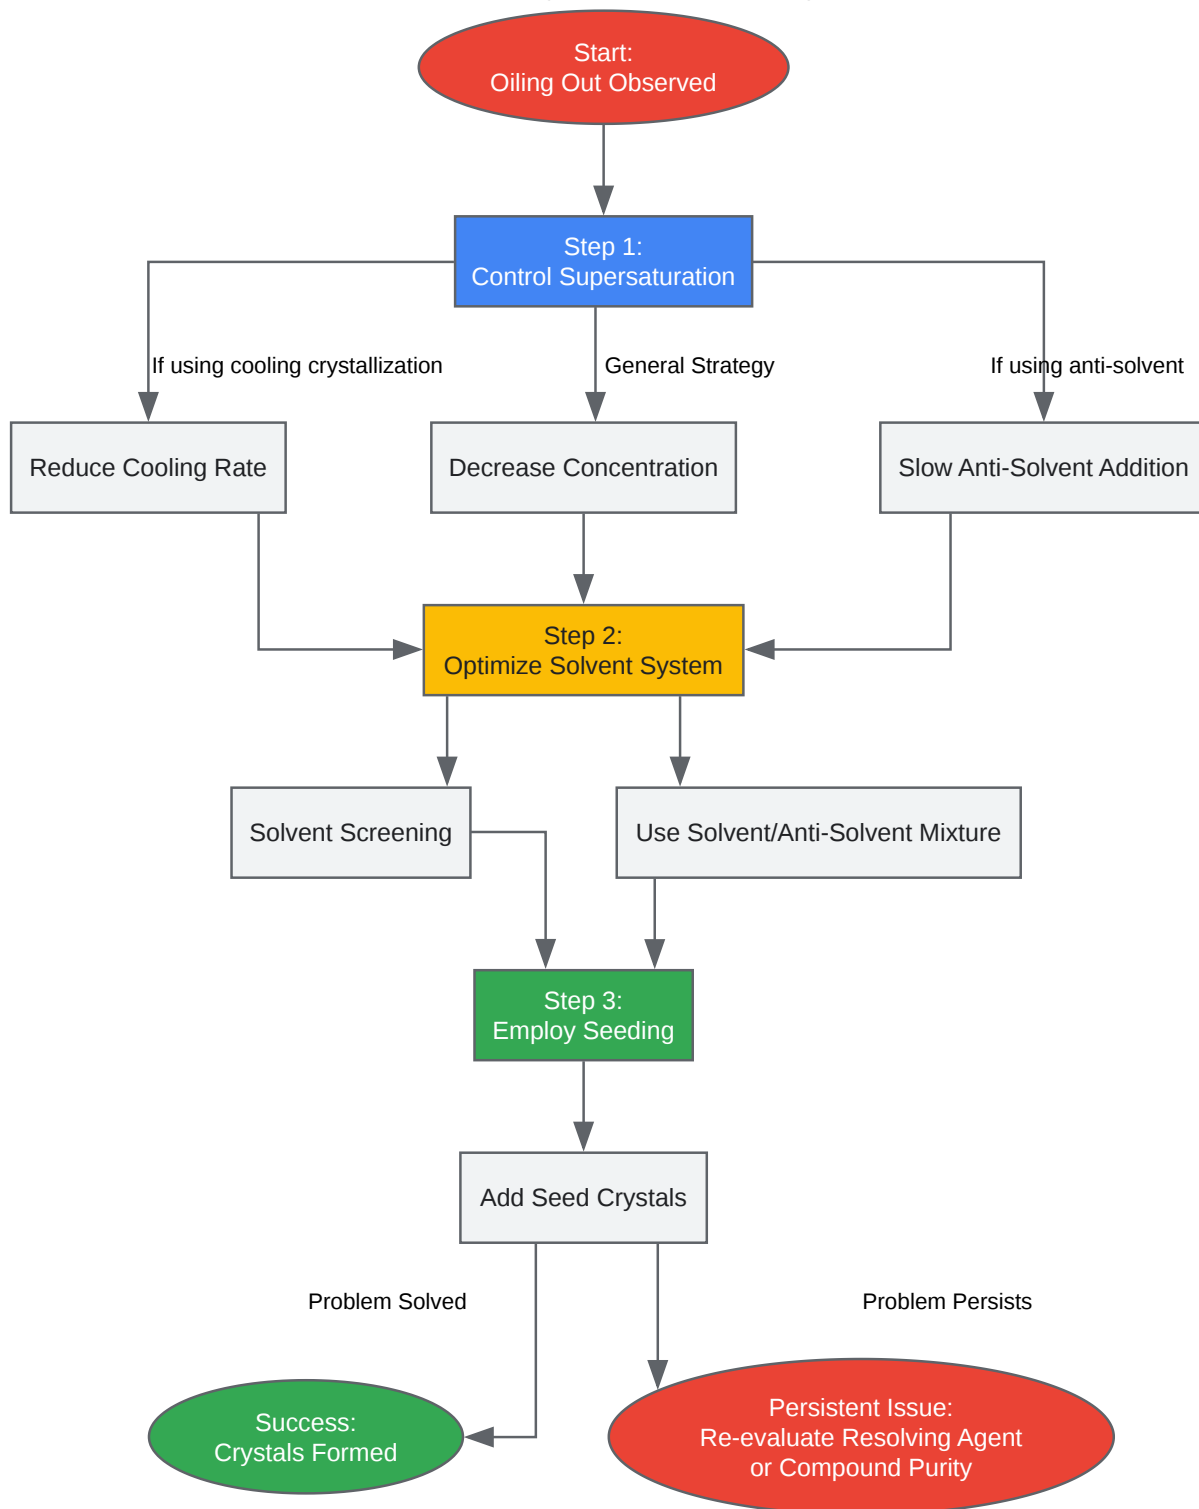 Start:
Oiling Out Observed
Step 1:
Control Supersaturation
If using cooling crystallization
General Strategy
If using anti-solvent
Reduce Cooling Rate
Decrease Concentration
Slow Anti-Solvent Addition
Step 2:
Optimize Solvent System
Solvent Screening
Use Solvent/Anti-Solvent Mixture
Step 3:
Employ Seeding
Add Seed Crystals
Problem Solved
Problem Persists
Success:
Crystals Formed
Persistent Issue:
Re-evaluate Resolving Agent
or Compound Purity